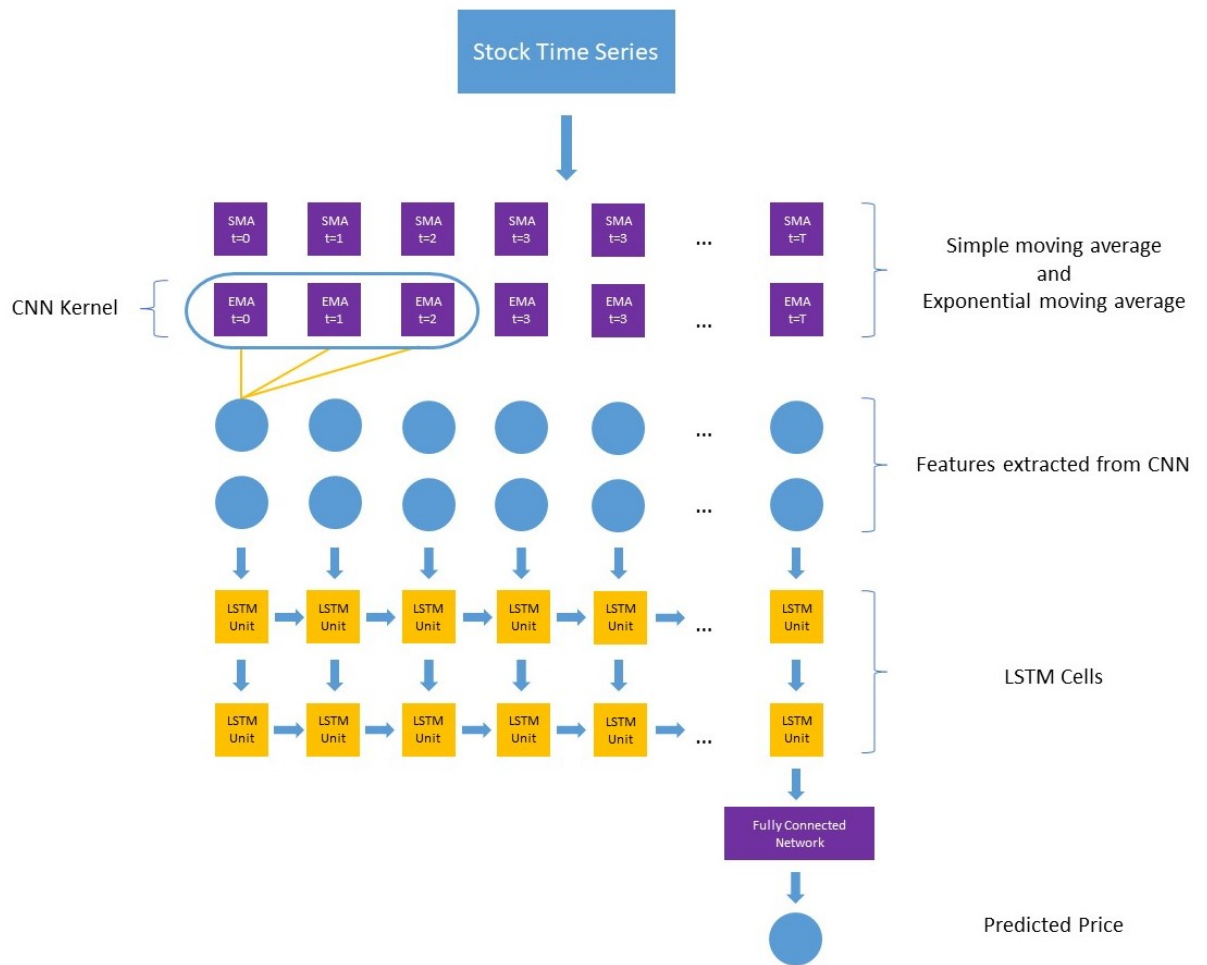 Stock Time Series
SMA
t=0
SMA
t=1
SMA
t=2
SMA
t=3
SMA
t=3
...
SMA
t=T
Simple moving average
and
Exponential moving average
CNN Kernel
EMA
t=0
EMA
t=1
EMA
t=2
EMA
t=3
EMA
t=3
...
EMA
t=T
...
Features extracted from CNN
...
LSTM
Unit
LSTM
Unit
LSTM
Unit
LSTM
Unit
LSTM
Unit
...
LSTM
Unit
LSTM Cells
LSTM
Unit
LSTM
Unit
LSTM
Unit
LSTM
Unit
LSTM
Unit
...
LSTM
Unit
Fully Connected
Network
Predicted Price